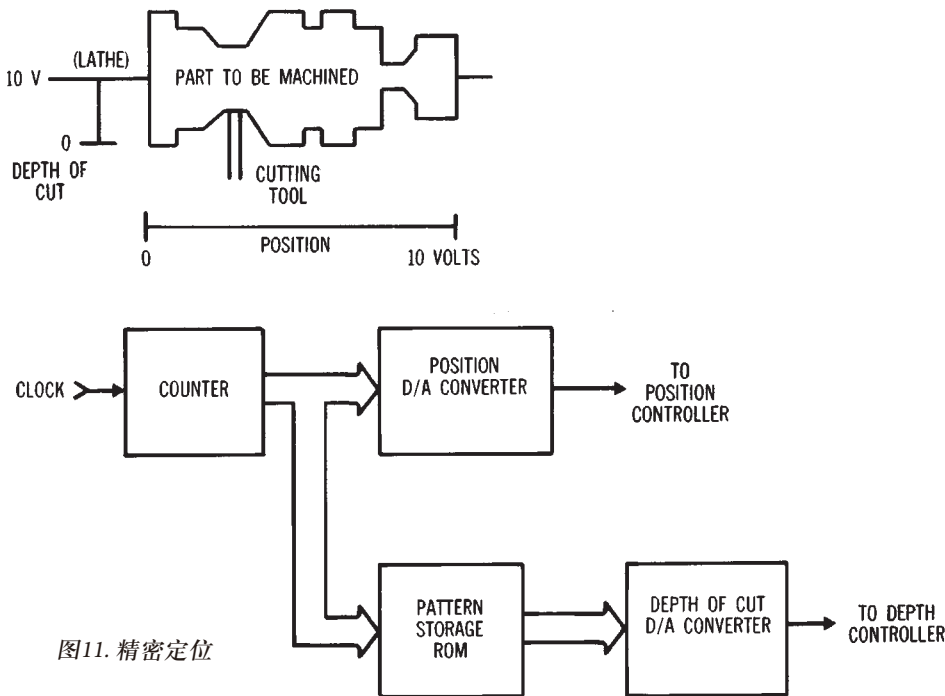 (LATHE)
10 V
PART TO BE MACHINED
0
DEPTH OF
CUT
CUTTING
TOOL
POSITION
0
10 VOLTS
CLOCK
COUNTER
POSITION
D/A CONVERTER
TO
POSITION
CONTROLLER
PATTERN
STORAGE
ROM
DEPTH OF CUT
D/A CONVERTER
TO DEPTH
CONTROLLER
图11. 精密定位